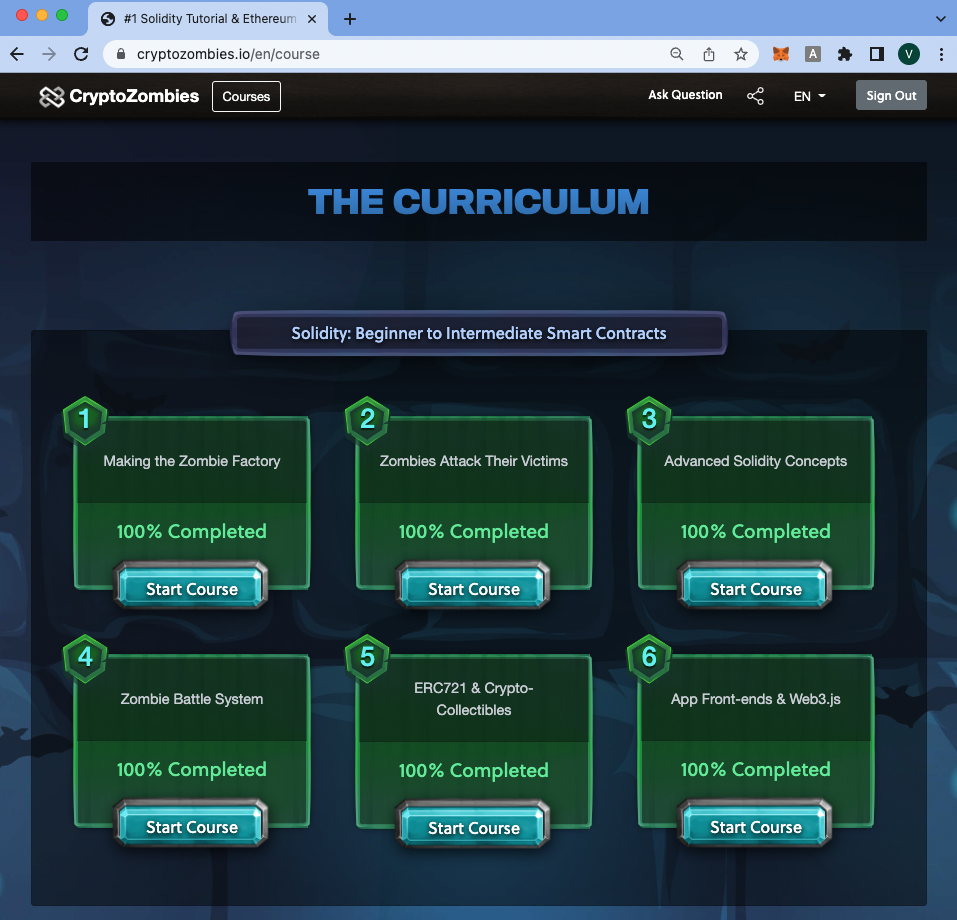 #1 Solidity Tutorial & Ethereum
cryptozombies.io/en/course
A
V
CryptoZombies
Courses
Ask Question
EN
Sign Out
THE CURRICULUM
Solidity: Beginner to Intermediate Smart Contracts
1
2
3
Making the Zombie Factory
Zombies Attack Their Victims
Advanced Solidity Concepts
100% Completed
100% Completed
100% Completed
Start Course
Start Course
Start Course
4
5
6
Zombie Battle System
ERC721 & Crypto-
Collectibles
App Front-ends & Web3.js
100% Completed
100% Completed
100% Completed
Start Course
Start Course
Start Course